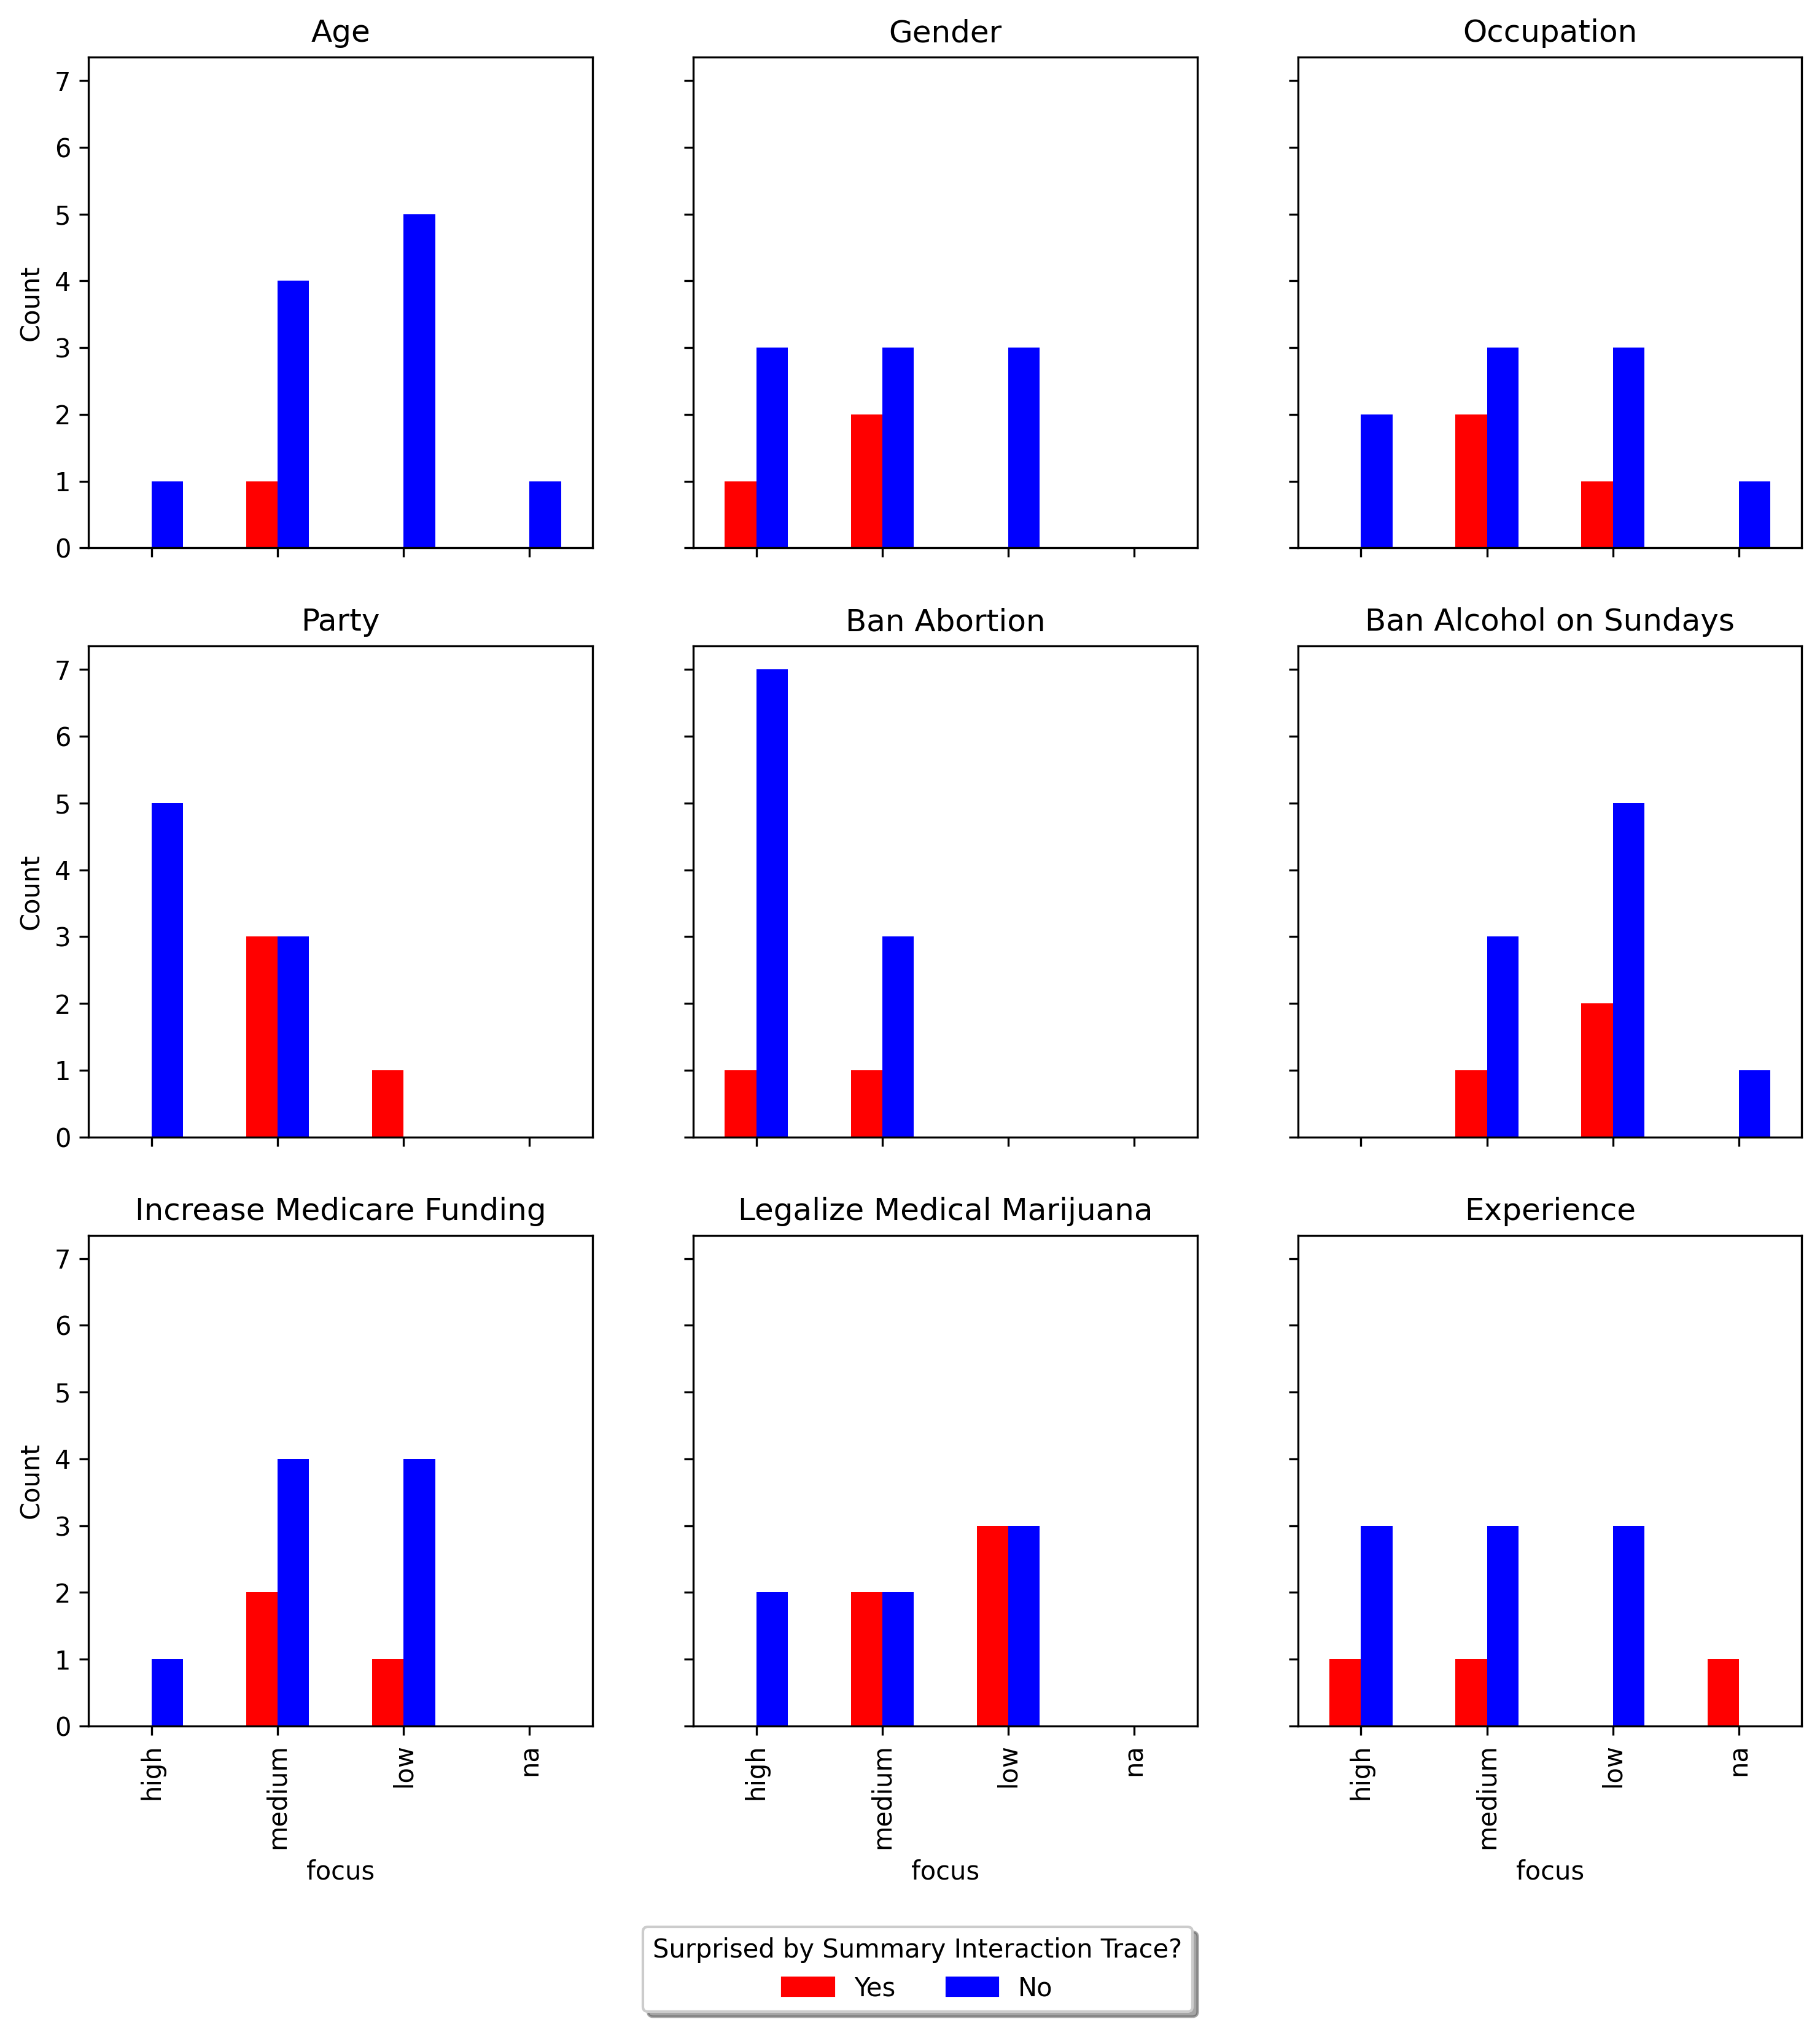 Age
Gender
Occupation
7
6
5
4
3
2
1
0
Count
Party
Ban Abortion
Ban Alcohol on Sundays
7
6
5
4
3
2
1
0
Count
Increase Medicare Funding
Legalize Medical Marijuana
Experience
7
6
5
4
3
2
1
0
Count
high
medium
low
na
high
medium
low
na
high
medium
low
na
focus
focus
focus
Surprised by Summary Interaction Trace?
Yes No